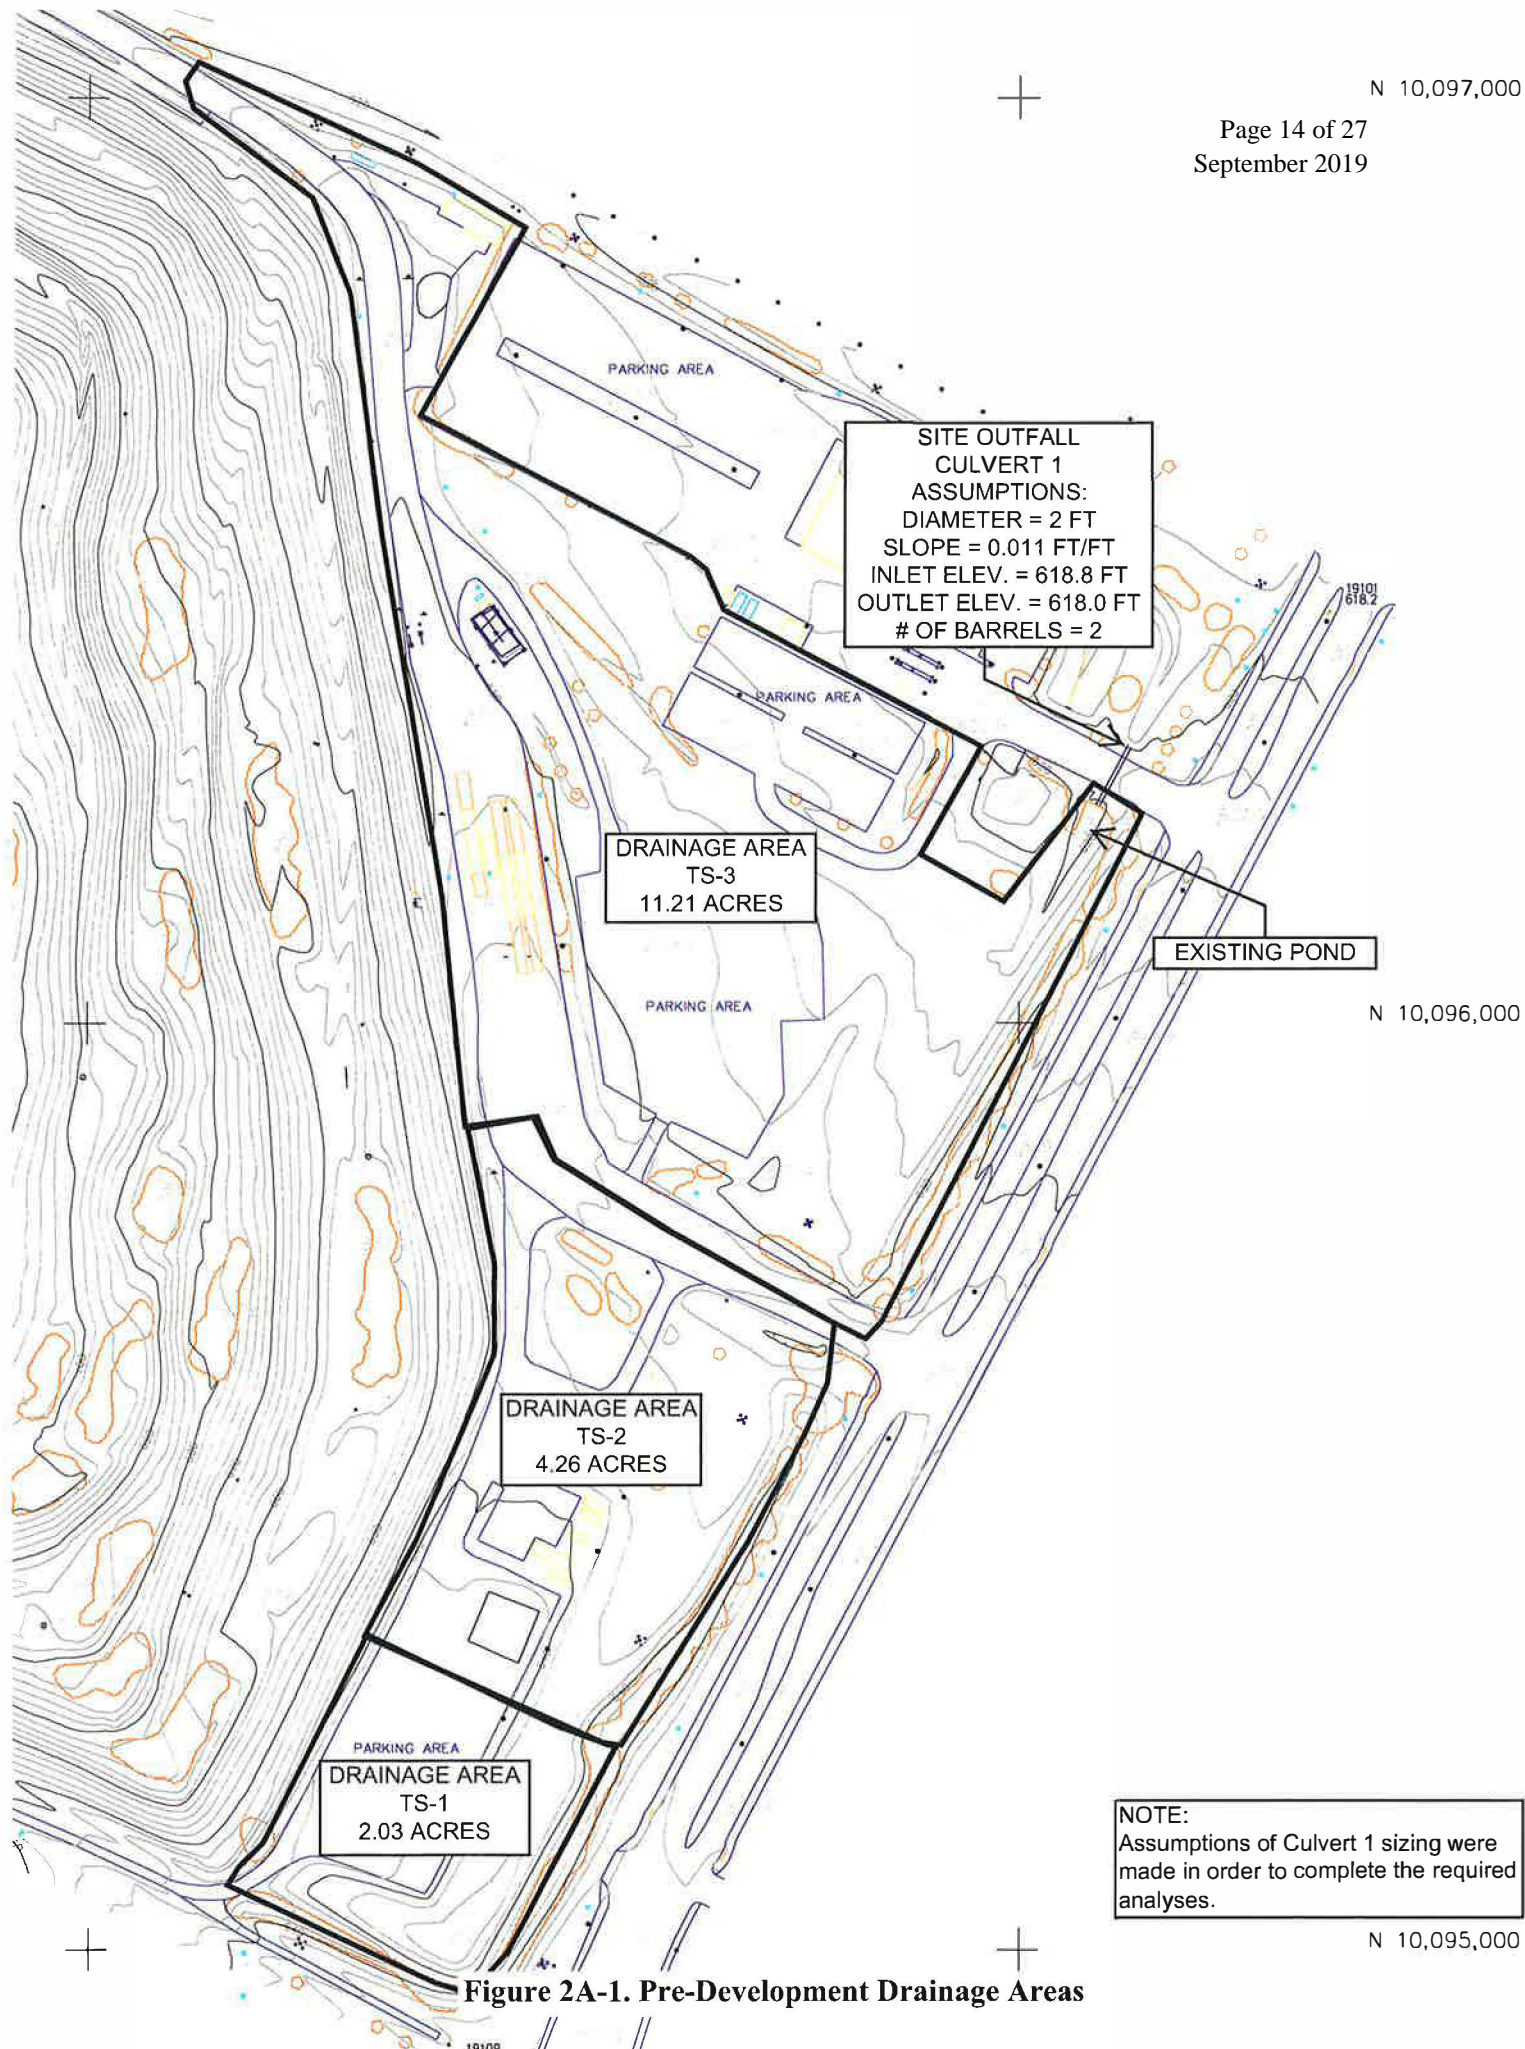 N 10,097,000
Page 14 of 27
September 2019
PARKING AREA
SITE OUTFALL
CULVERT 1
ASSUMPTIONS:
DIAMETER = 2 FT
SLOPE = 0.011 FT/FT
INLET ELEV. = 618.8 FT
OUTLET ELEV. = 618.0 FT
# OF BARRELS = 2
19101
618.2
PARKING AREA
DRAINAGE AREA
TS-3
11.21 ACRES
EXISTING POND
PARKING AREA
N 10,096,000
DRAINAGE AREA
TS-2
4.26 ACRES
PARKING AREA
DRAINAGE AREA
TS-1
2.03 ACRES
NOTE:
Assumptions of Culvert 1 sizing were
made in order to complete the required
analyses.
N 10,095,000
Figure 2A-1. Pre-Development Drainage Areas